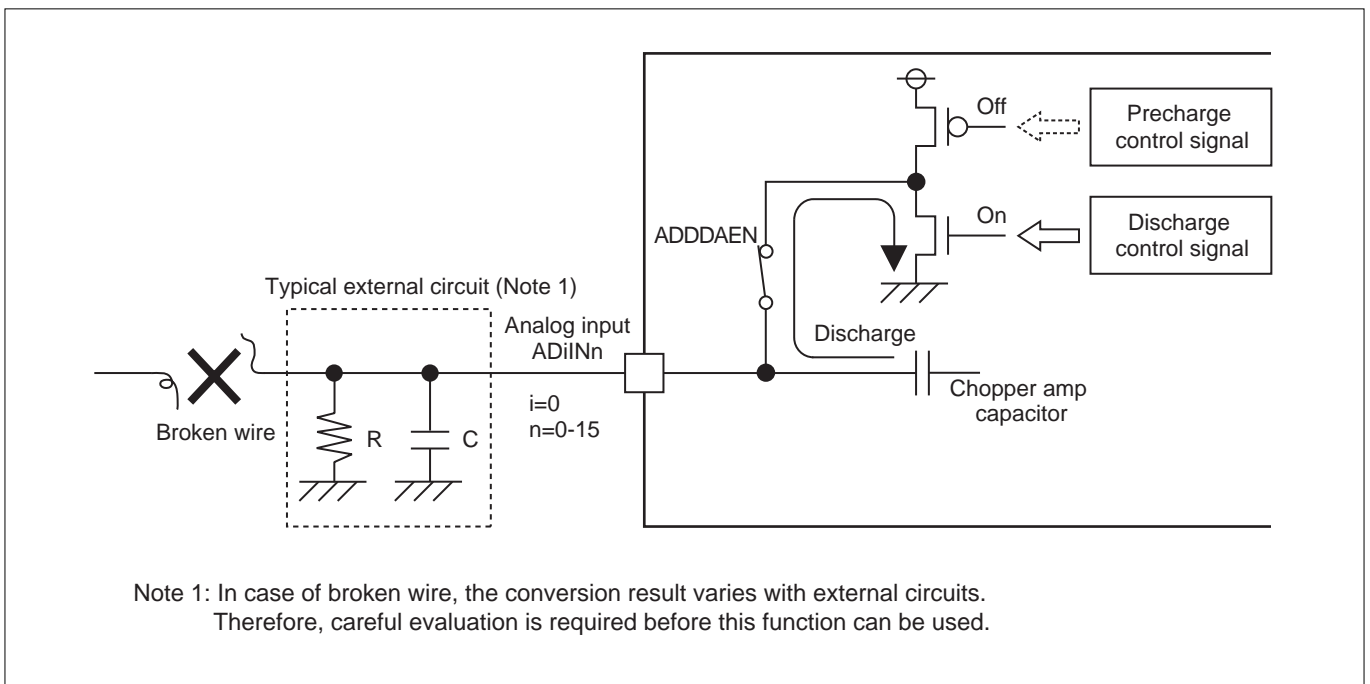 Off
Precharge
control signal
On
Discharge
control signal
ADDDAEN
Typical external circuit (Note 1)
Analog input
ADiINn
Discharge
Chopper amp
capacitor
i=0
n=0-15
Broken wire
R
C
Note 1: In case of broken wire, the conversion result varies with external circuits.
Therefore, careful evaluation is required before this function can be used.